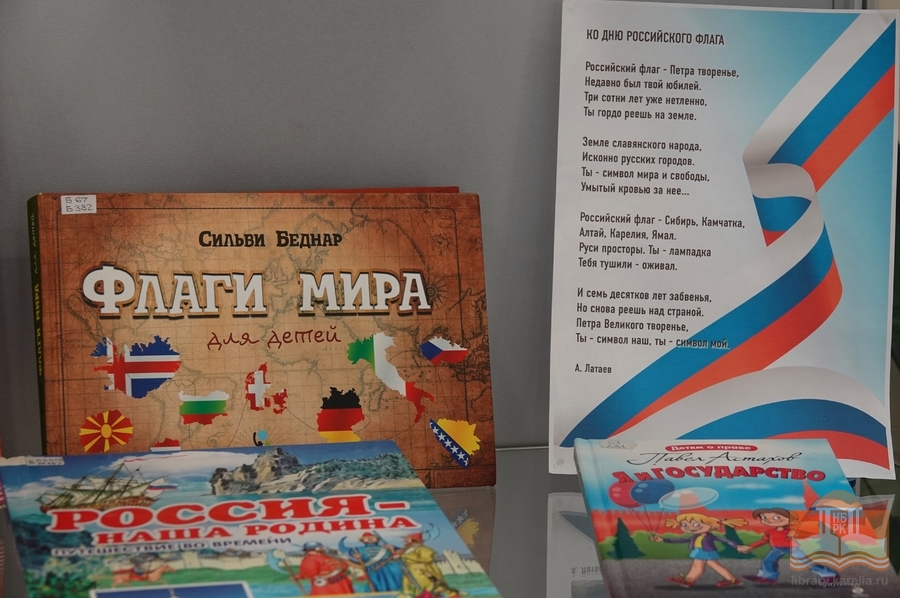 КО ДНЮ РОССИЙСКОГО ФЛАГА
Российский флаг - Петра творенье,
Недавно был твой юбилей.
Три сотни лет уже нетленно,
Ты гордо реешь на земле.
Земле славянского народа,
Исконно русских городов.
Ты - символ мира и свободы,
Умытый кровью за нее...
Российский флаг - Сибирь, Камчатка,
Алтай, Карелия, Ямал.
Руси просторы. Ты - лампадка
Тебя тушили - оживал.
И семь десятков лет забвенья,
Но снова реешь над страной.
Петра Великого творенье,
Ты - символ наш, ты - символ мой.
А. Латаев
Б 67
Б 382
Сильви Беднар
Флаги мира
для детей
РОССИЯ-
НАША РОДИНА
ПУТЕШЕСТВИЕ ВО ВРЕМЕНИ
Детям о праве
Павел Астахов
Я и ГОСУДАРСТВО
НБ
РК
library.karelia.ru